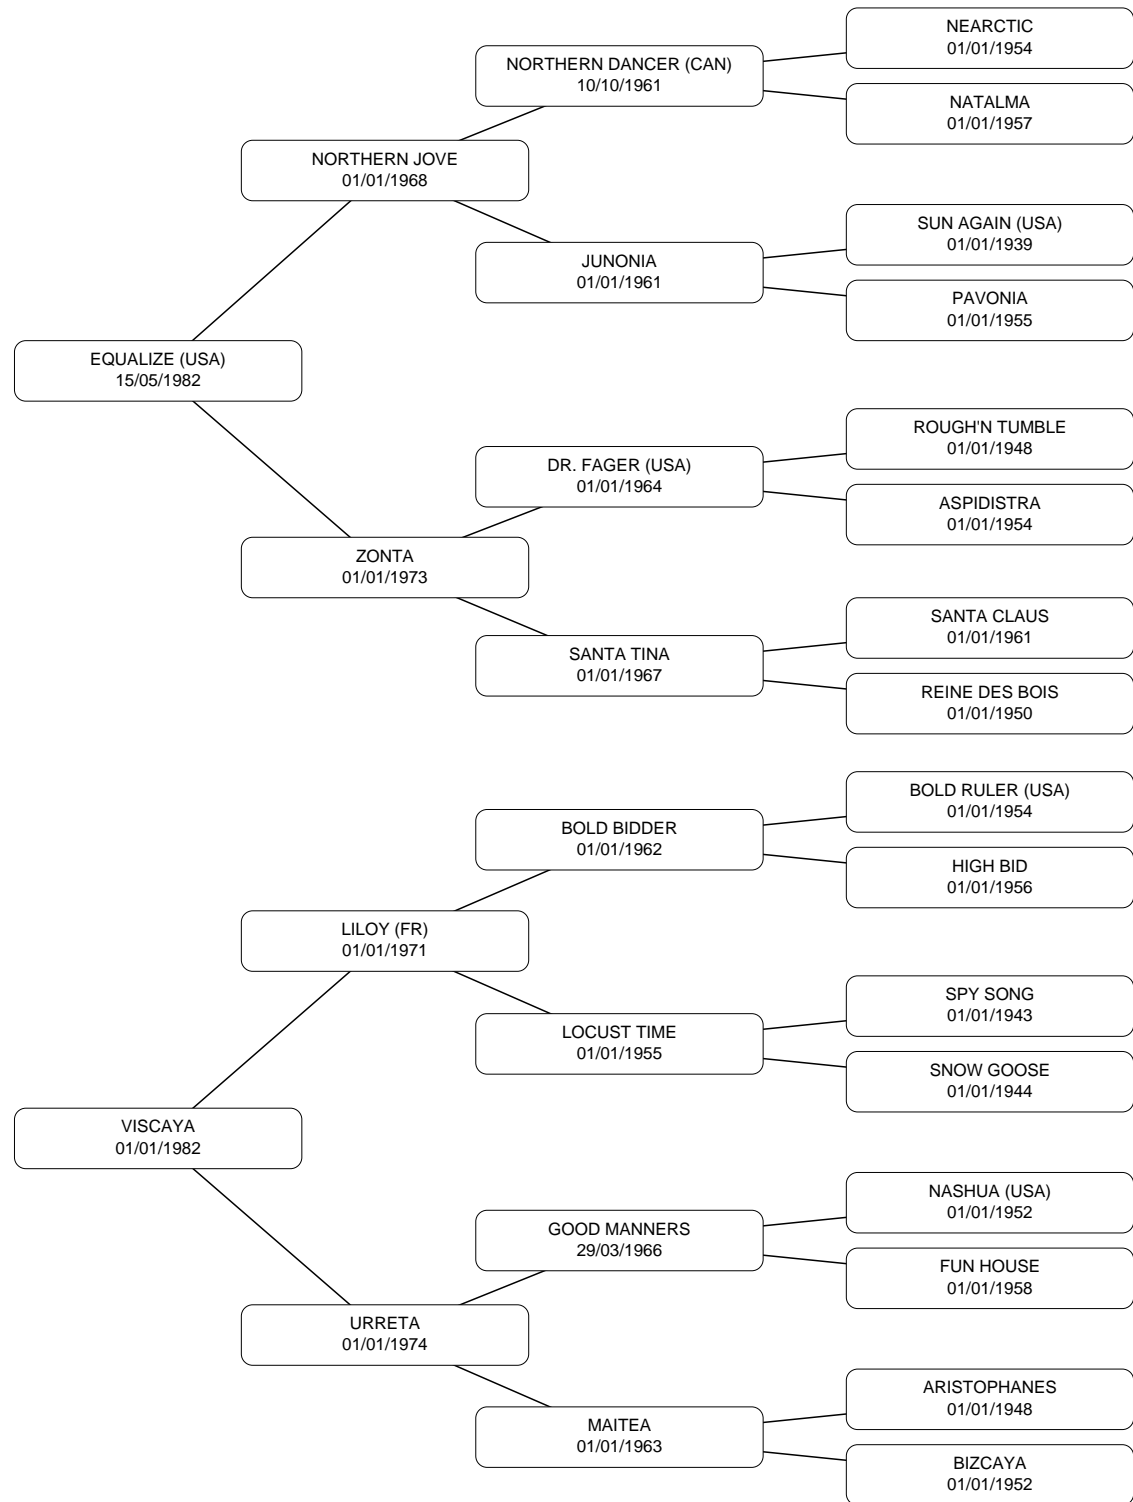 NEARCTIC
01/01/1954
NORTHERN DANCER (CAN)
10/10/1961
NATALMA
01/01/1957
NORTHERN JOVE
01/01/1968
SUN AGAIN (USA)
01/01/1939
JUNONIA
01/01/1961
PAVONIA
01/01/1955
EQUALIZE (USA)
15/05/1982
ROUGH'N TUMBLE
01/01/1948
DR. FAGER (USA)
01/01/1964
ASPIDISTRA
01/01/1954
ZONTA
01/01/1973
SANTA CLAUS
01/01/1961
SANTA TINA
01/01/1967
REINE DES BOIS
01/01/1950
BOLD RULER (USA)
01/01/1954
BOLD BIDDER
01/01/1962
HIGH BID
01/01/1956
LILOY (FR)
01/01/1971
SPY SONG
01/01/1943
LOCUST TIME
01/01/1955
SNOW GOOSE
01/01/1944
VISCAYA
01/01/1982
NASHUA (USA)
01/01/1952
GOOD MANNERS
29/03/1966
FUN HOUSE
01/01/1958
URRETA
01/01/1974
ARISTOPHANES
01/01/1948
MAITEA
01/01/1963
BIZCAYA
01/01/1952